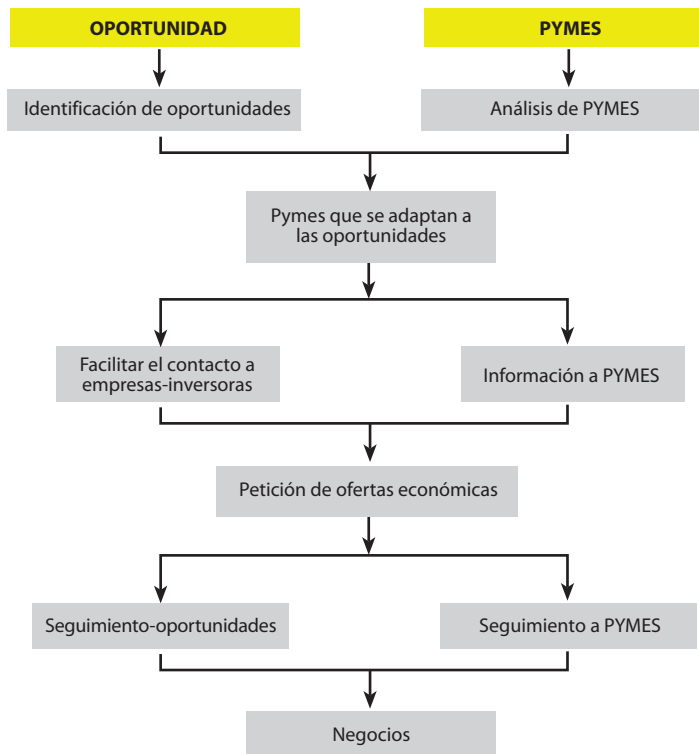 OPORTUNIDAD
PYMES
Identificación de oportunidades
Análisis de PYMES
Pymes que se adaptan a
las oportunidades
Facilitar el contacto a
empresas-inversoras
Información a PYMES
Petición de ofertas económicas
Seguimiento-oportunidades
Seguimiento a PYMES
Negocios